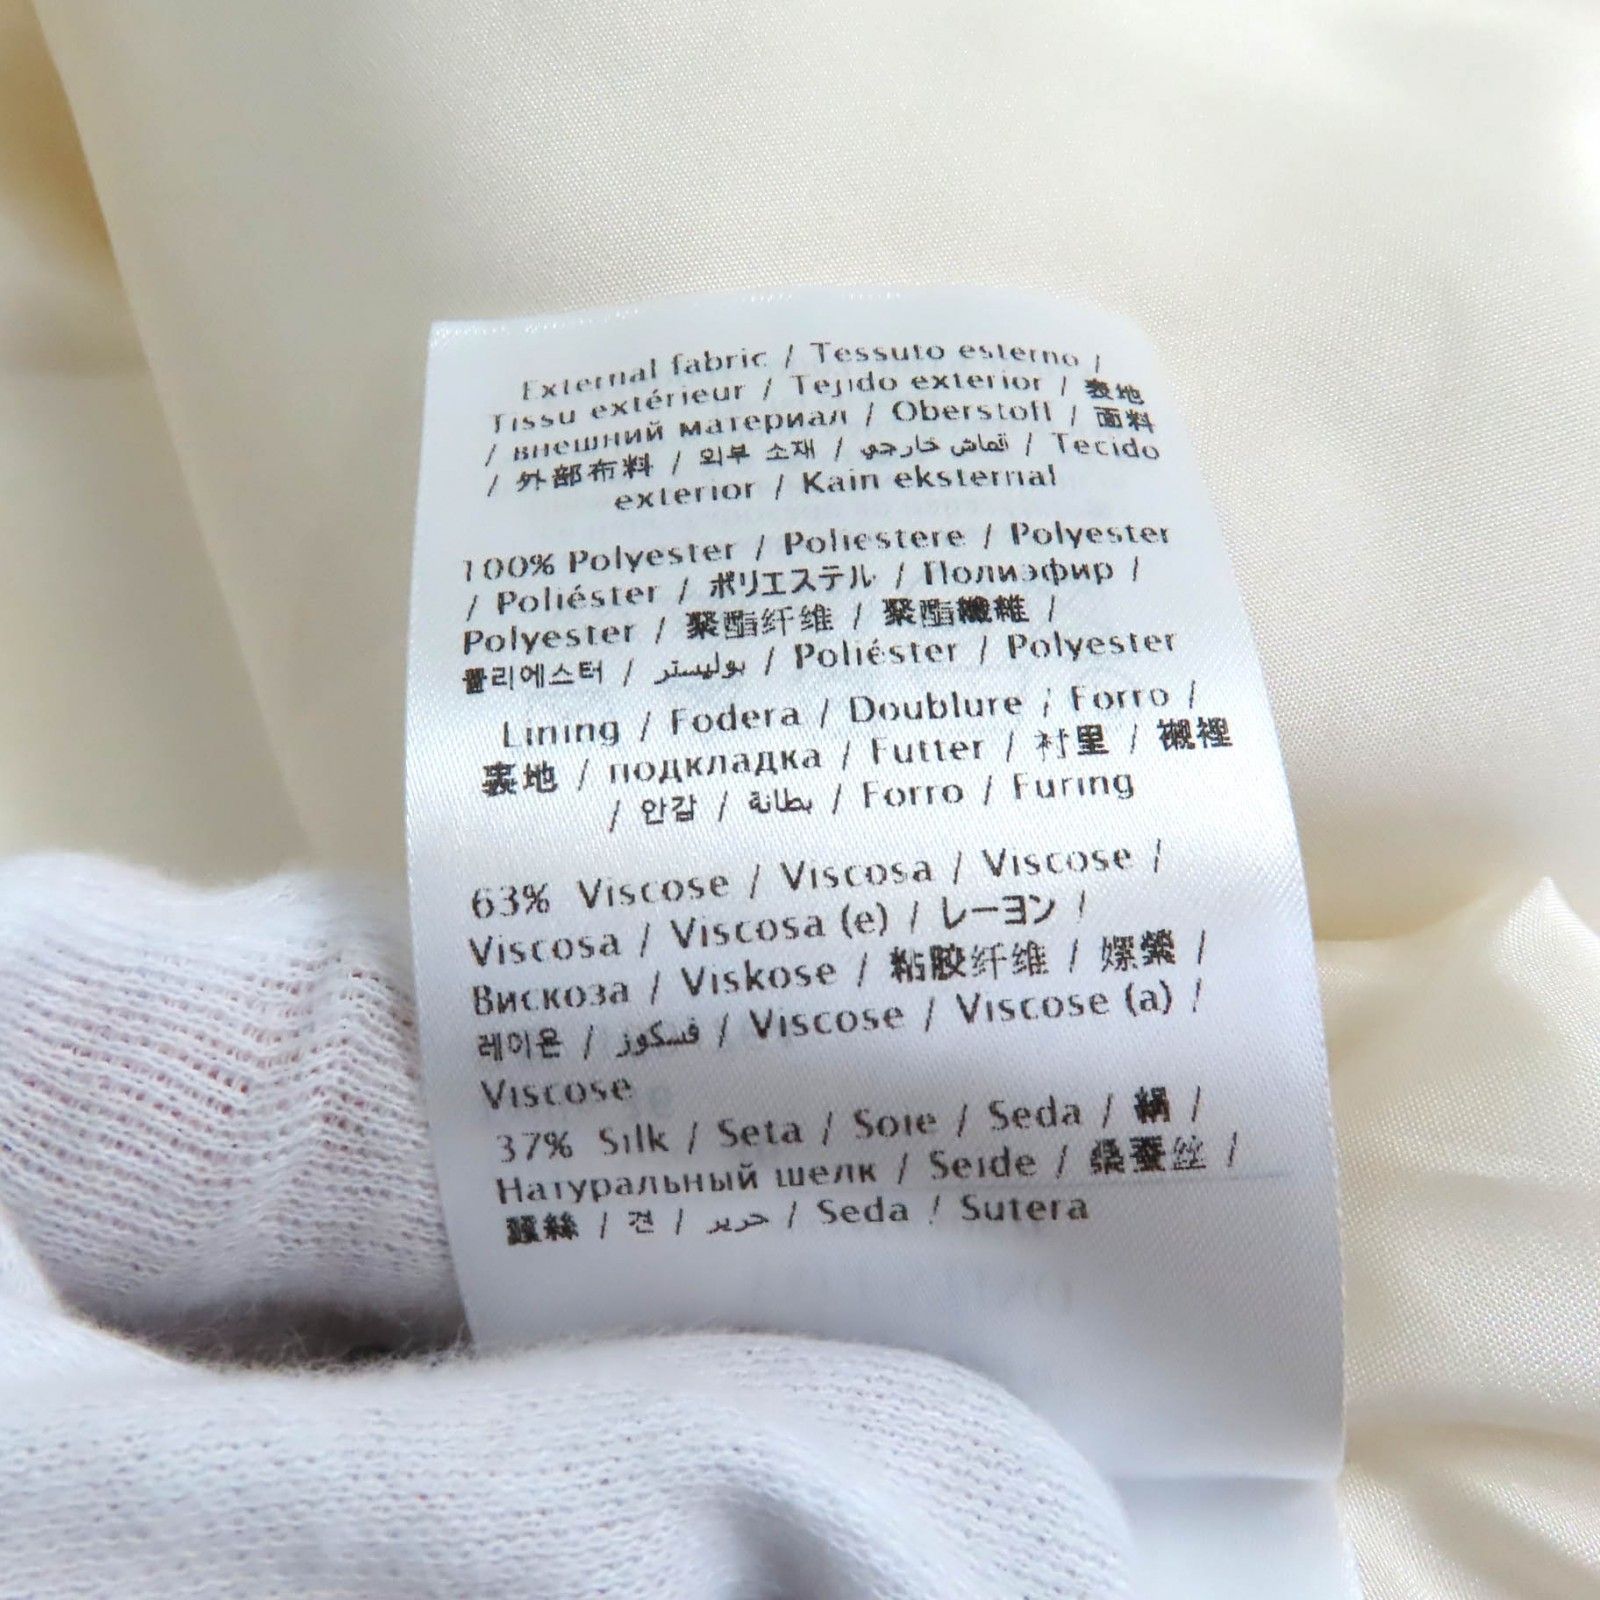 External fabric / Tessuto esterno /
Tissu extérieur / Tejido exterior / 表地
/ внешний материал / Oberstoff / 面料
/ 外部布料 / 외부 소재 / قماش خارجي / Tecido
exterior / Kain eksternal
100% Polyester / Poliestere / Polyester
/ Poliéster / ポリエステル / Полиэфир /
Polyester / 聚酯纤维 / 聚酯纖維 /
폴리에스터 / بوليستر / Poliéster / Polyester
Lining / Fodera / Doublure / Forro /
裏地 / подкладка / Futter / 衬里 / 襯裡
/ 안감 / بطانة / Forro / Furing
63% Viscose / Viscosa / Viscose /
Viscosa / Viscosa (e) / レーヨン /
Вискоза / Viskose / 粘胶纤维 / 嫘縈 /
레이온 / فسكوز / Viscose / Viscose (a) /
Viscose
37% Silk / Seta / Soie / Seda / 絹 /
Натуральный шелк / Seide / 桑蚕丝 /
蠶絲 / 견 / حرير / Seda / Sutera